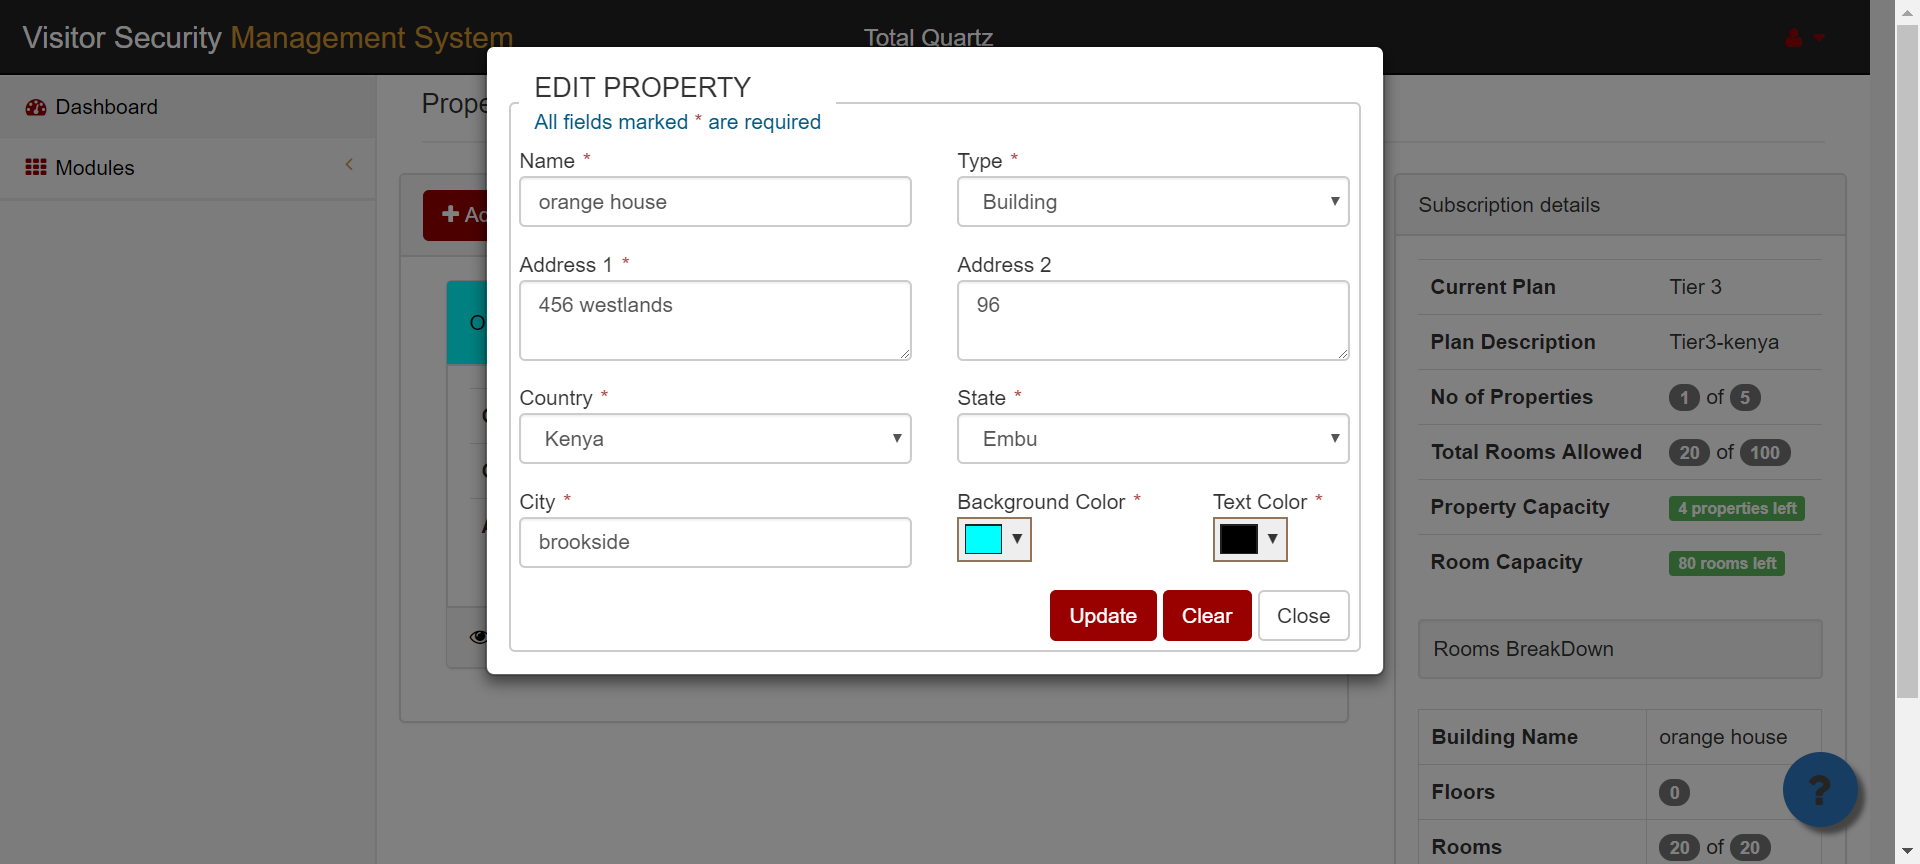 Visitor Security Management System
Total Quartz
Dashboard
Modules
EDIT PROPERTY
All fields marked * are required
Name *
orange house
Type *
Building
Address 1 *
456 westlands
Address 2
96
Country *
Kenya
State *
Embu
City *
brookside
Background Color *
Text Color *
Update
Clear
Close
Subscription details
Current Plan Tier 3
Plan Description Tier3-kenya
No of Properties 1 of 5
Total Rooms Allowed 20 of 100
Property Capacity 4 properties left
Room Capacity 80 rooms left
Rooms BreakDown
Building Name orange house
Floors 0
Rooms 20 of 20
?